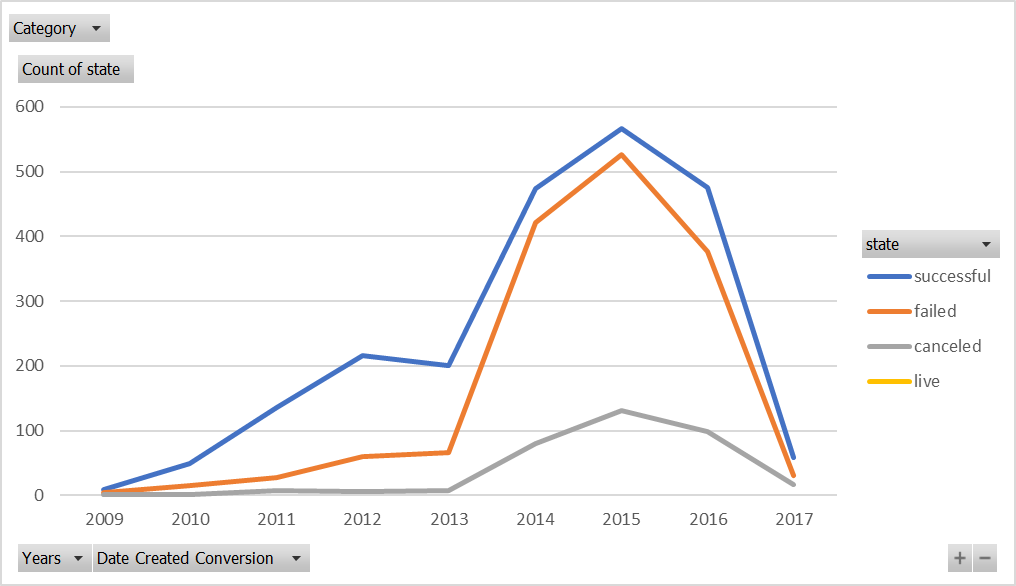 Category
Count of state
600
500
400
300
200
100
0
2009 2010 2011 2012 2013 2014 2015 2016 2017
state
successful
failed
canceled
live
Years Date Created Conversion
+ −